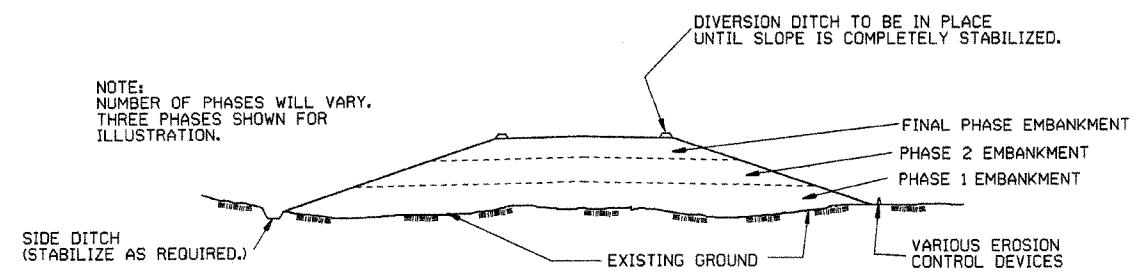 DIVERSION DITCH TO BE IN PLACE
UNTIL SLOPE IS COMPLETELY STABILIZED.
NOTE:
NUMBER OF PHASES WILL VARY.
THREE PHASES SHOWN FOR
ILLUSTRATION.
FINAL PHASE EMBANKMENT
PHASE 2 EMBANKMENT
PHASE 1 EMBANKMENT
SIDE DITCH
(STABILIZE AS REQUIRED.)
EXISTING GROUND
VARIOUS EROSION
CONTROL DEVICES